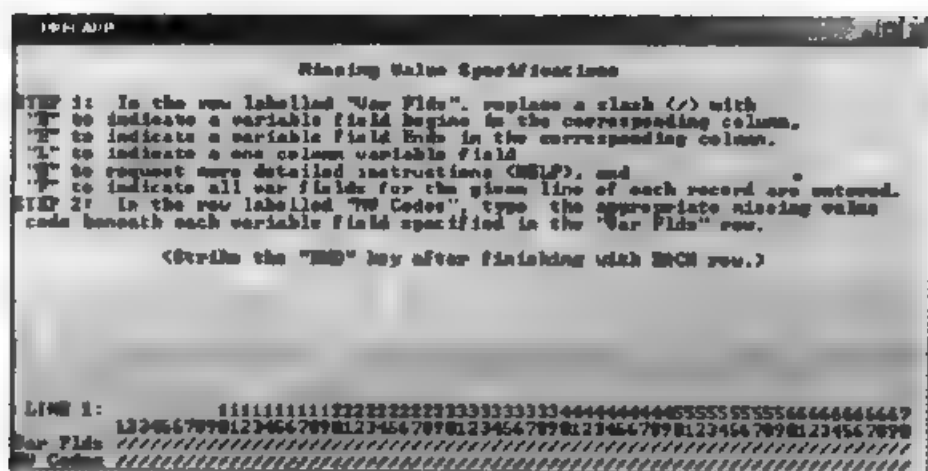 Missing Value Specifications
STEP 1: In the row labelled "Var Flds", replace a slash (/) with
to indicate a variable field begins in the corresponding column,
"E" to indicate a variable field Ends in the corresponding column,
"1" to indicate a one column variable field
to request more detailed instructions (HELP), and
to indicate all var fields for the given line of each record are entered.
STEP 2: In the row labelled "MV Codes", type the appropriate missing value
code beneath each variable field specified in the "Var Flds" row.
(Strike the "END" key after finishing with EACH row.)
LINE 1: 1111111111222222222233333333334444444444555555555566666666667
1234567890123456789012345678901234567890123456789012345678901234567890
Var Flds //////////////////////////////////////////////////////////////////////
MV Codes //////////////////////////////////////////////////////////////////////